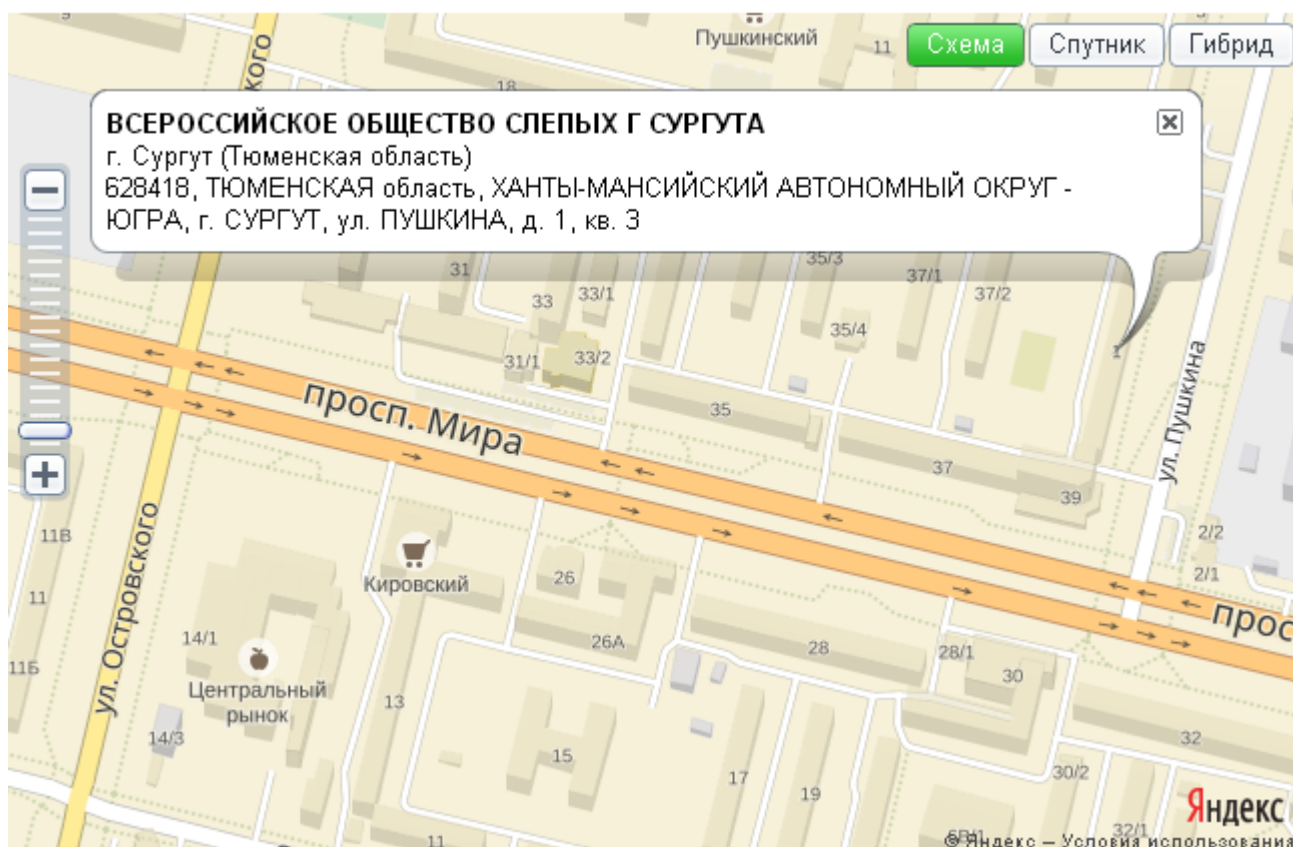 9
Пушкинский
11
Схема
Спутник
Гибрид
18
ВСЕРОССИЙСКОЕ ОБЩЕСТВО СЛЕПЫХ Г СУРГУТА
г. Сургут (Тюменская область)
628418, ТЮМЕНСКАЯ область, ХАНТЫ-МАНСИЙСКИЙ АВТОНОМНЫЙ ОКРУГ -
ЮГРА, г. СУРГУТ, ул. ПУШКИНА, д. 1, кв. 3
31
33
33/1
35/3
37/1
37/2
35/4
1
31/1
33/2
просп. Мира
35
ул. Пушкина
37
39
11В
ул. Островского
Кировский
26
2/2
2/1
11
просп
14/1
26А
28
28/1
30
11Б
Центральный
рынок
13
14/3
15
17
19
32
30/2
Яндекс
11
6В/1
32/1
© Яндекс – Условия использования